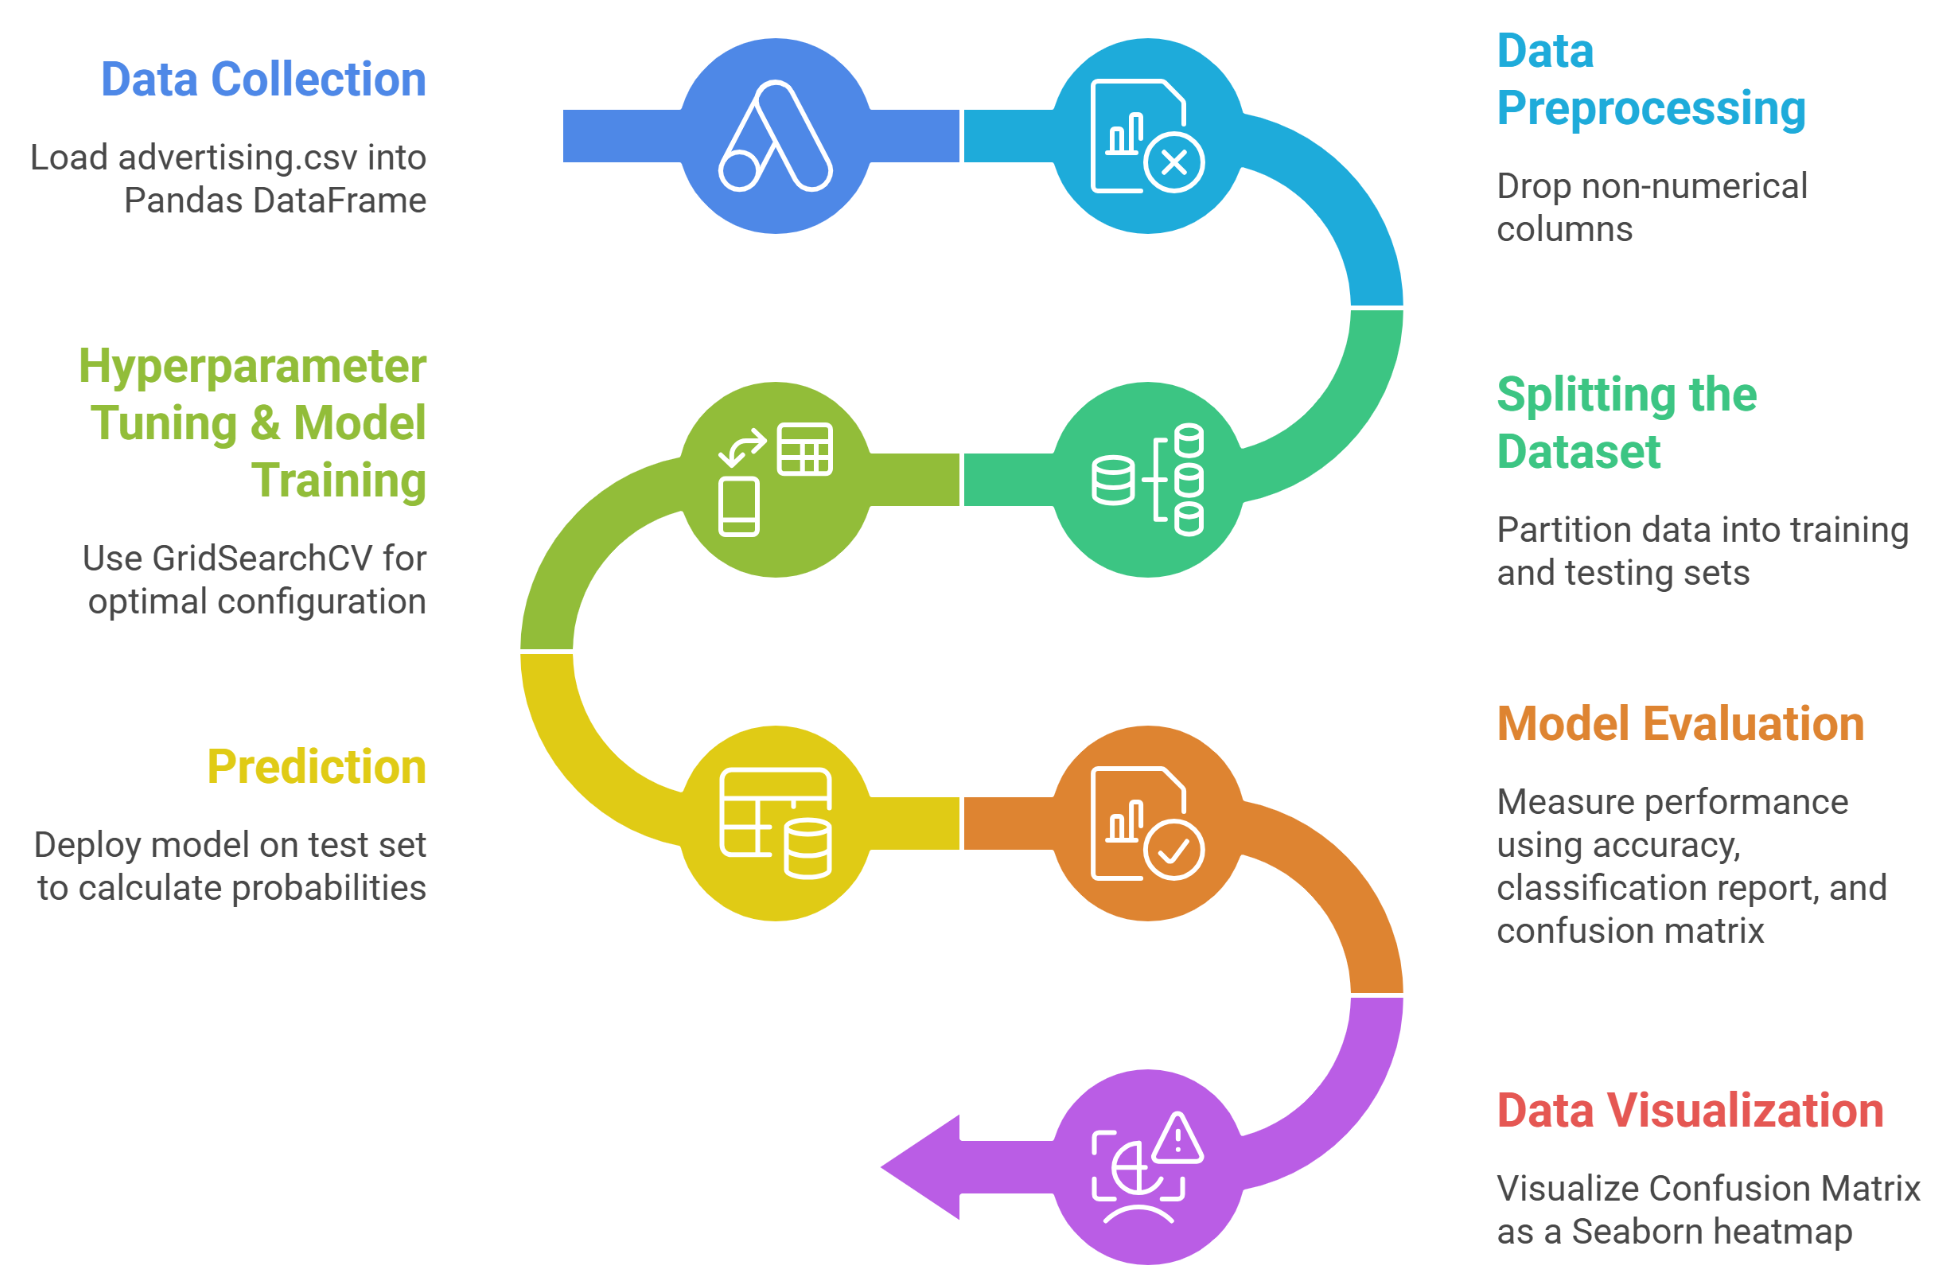 Data Collection
Load advertising.csv into
Pandas DataFrame
Data
Preprocessing
Drop non-numerical
columns
Splitting the
Dataset
Partition data into training
and testing sets
Hyperparameter
Tuning & Model
Training
Use GridSearchCV for
optimal configuration
Prediction
Deploy model on test set
to calculate probabilities
Model Evaluation
Measure performance
using accuracy,
classification report, and
confusion matrix
Data Visualization
Visualize Confusion Matrix
as a Seaborn heatmap